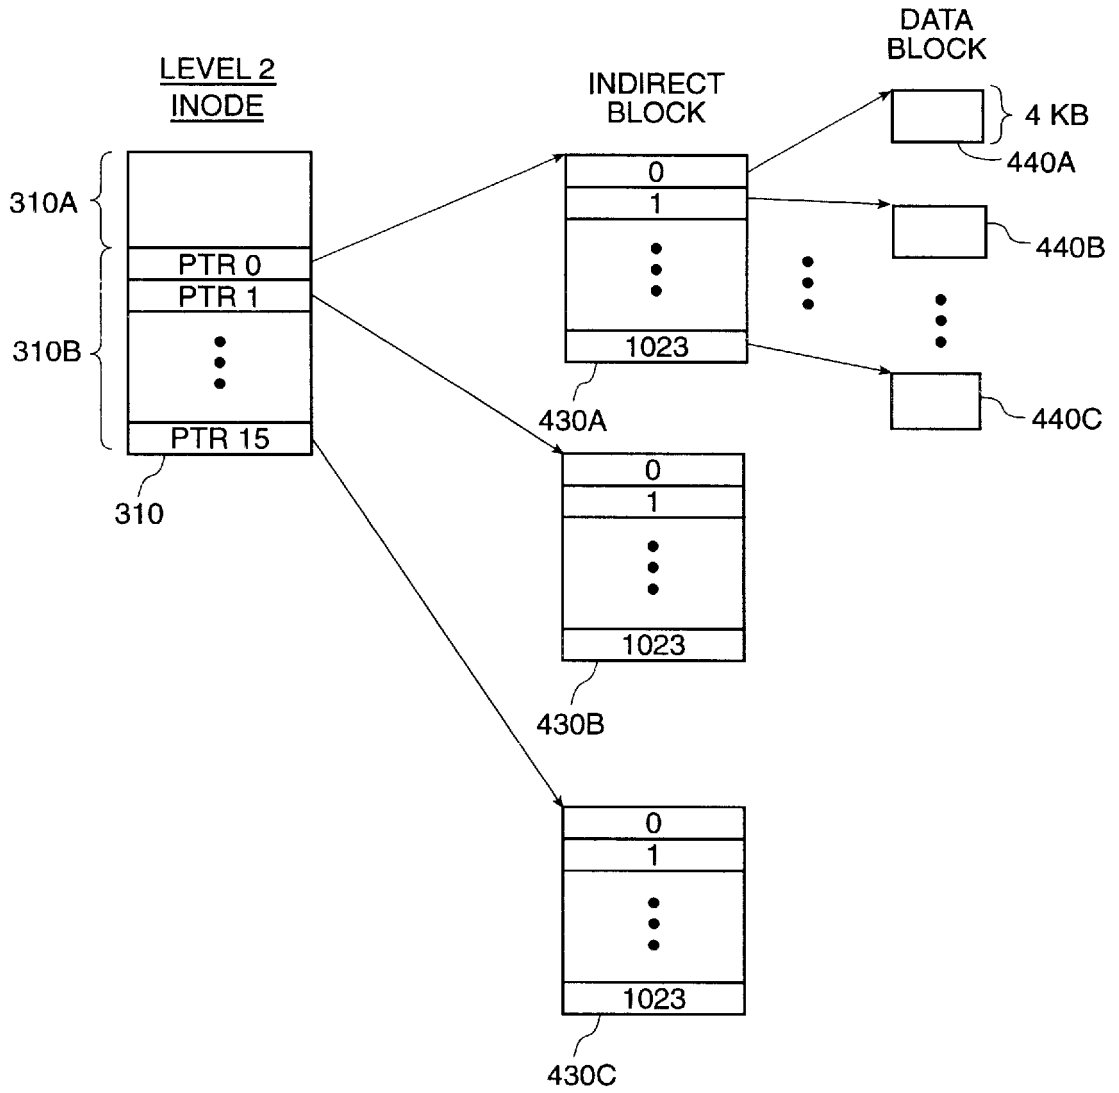 LEVEL 2
INODE
310A
310B
PTR 0
PTR 1
PTR 15
310
INDIRECT
BLOCK
0
1
1023
430A
0
1
1023
430B
0
1
1023
430C
DATA
BLOCK
4 KB
440A
440B
440C